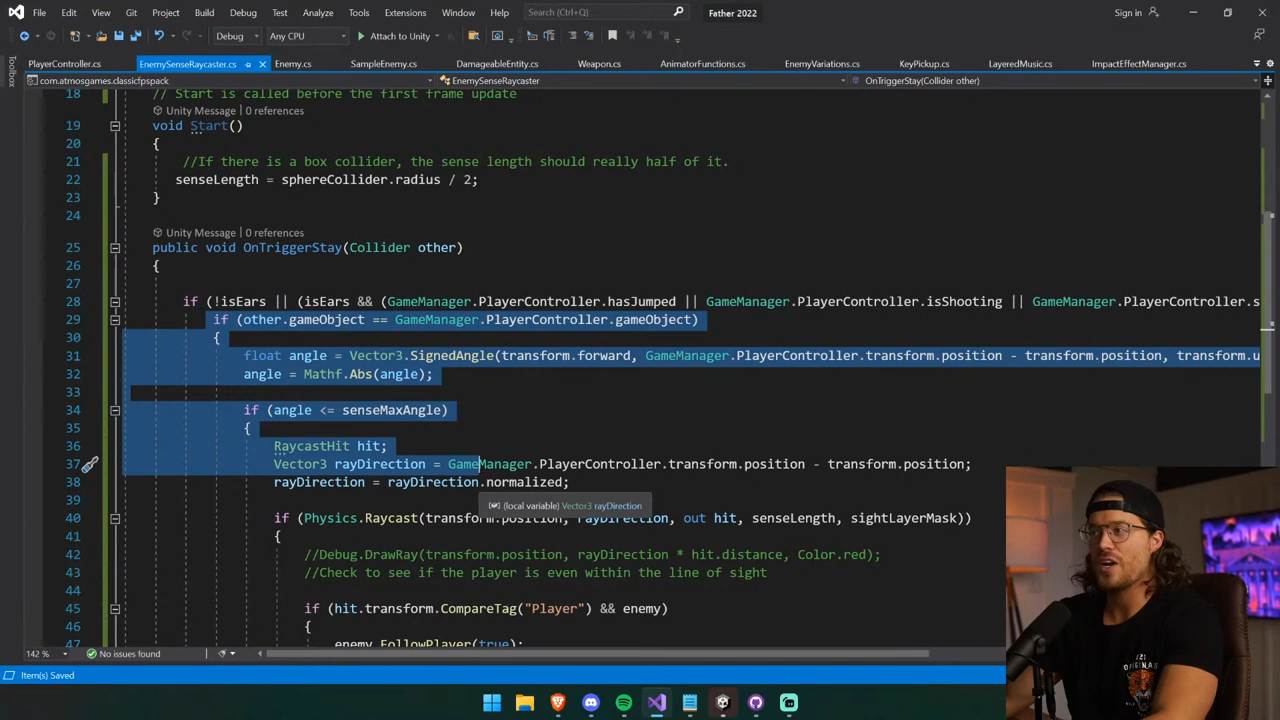 File Edit View Git Project Build Debug Test Analyze Tools Extensions Window Help Search (Ctrl+Q) Father 2022 Sign in
Debug Any CPU Attach to Unity
PlayerController.cs EnemySenseRaycaster.cs Enemy.cs SampleEnemy.cs DamageableEntity.cs Weapon.cs AnimatorFunctions.cs EnemyVariations.cs KeyPickup.cs LayeredMusic.cs ImpactEffectManager.cs
Toolbox
com.atmosgames.classicfpspack EnemySenseRaycaster OnTriggerStay(Collider other)
18 // Start is called before the first frame update
Unity Message | 0 references
19 void Start()
20 {
21 //If there is a box collider, the sense length should really half of it.
22 senseLength = sphereCollider.radius / 2;
23 }
24
Unity Message | 0 references
25 public void OnTriggerStay(Collider other)
26 {
27
28 if (!isEars || (isEars && (GameManager.PlayerController.hasJumped || GameManager.PlayerController.isShooting || GameManager.PlayerController.s
29 if (other.gameObject == GameManager.PlayerController.gameObject)
30 {
31 float angle = Vector3.SignedAngle(transform.forward, GameManager.PlayerController.transform.position - transform.position, transform.u
32 angle = Mathf.Abs(angle);
33
34 if (angle <= senseMaxAngle)
35 {
36 RaycastHit hit;
37 Vector3 rayDirection = GameManager.PlayerController.transform.position - transform.position;
38 rayDirection = rayDirection.normalized;
39 (local variable) Vector3 rayDirection
40 if (Physics.Raycast(transform.position, rayDirection, out hit, senseLength, sightLayerMask))
41 {
42 //Debug.DrawRay(transform.position, rayDirection * hit.distance, Color.red);
43 //Check to see if the player is even within the line of sight
44
45 if (hit.transform.CompareTag("Player") && enemy)
46 {
47 enemy.FollowPlayer(true);
142 % No issues found
Item(s) Saved
ORIGINAL